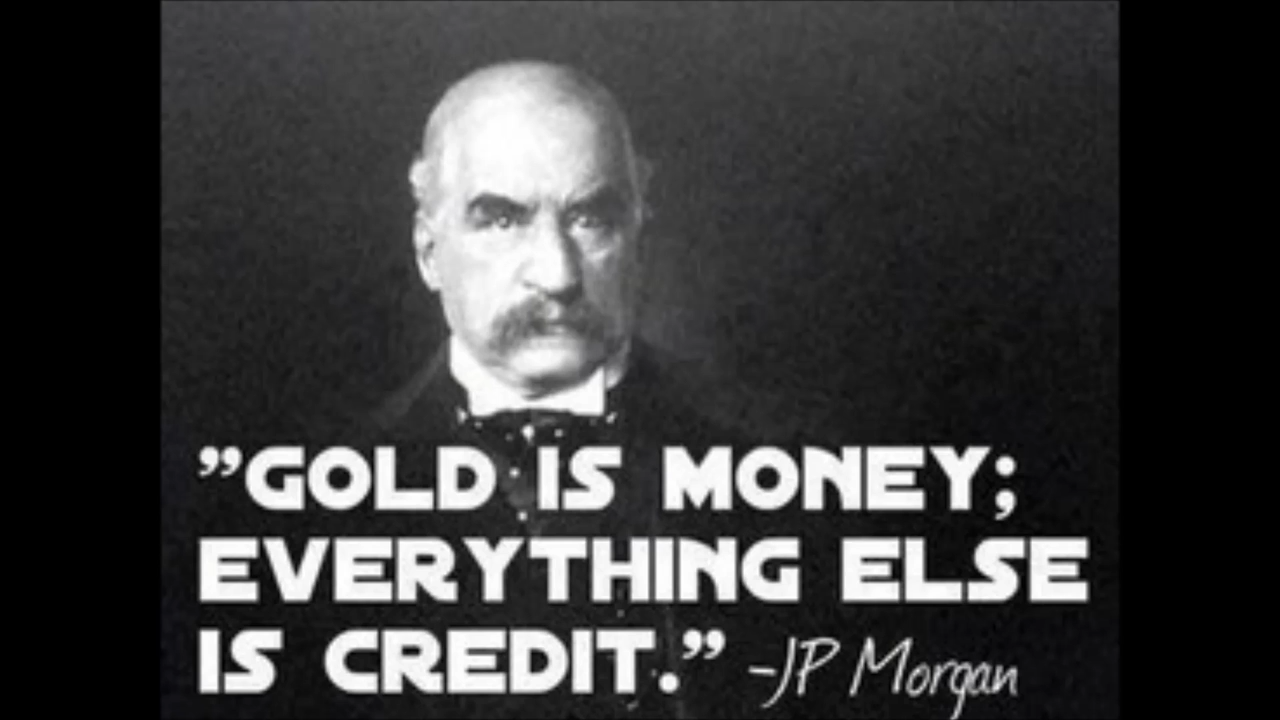 ”GOLD IS MONEY;
EVERYTHING ELSE
IS CREDIT.” -JP Morgan